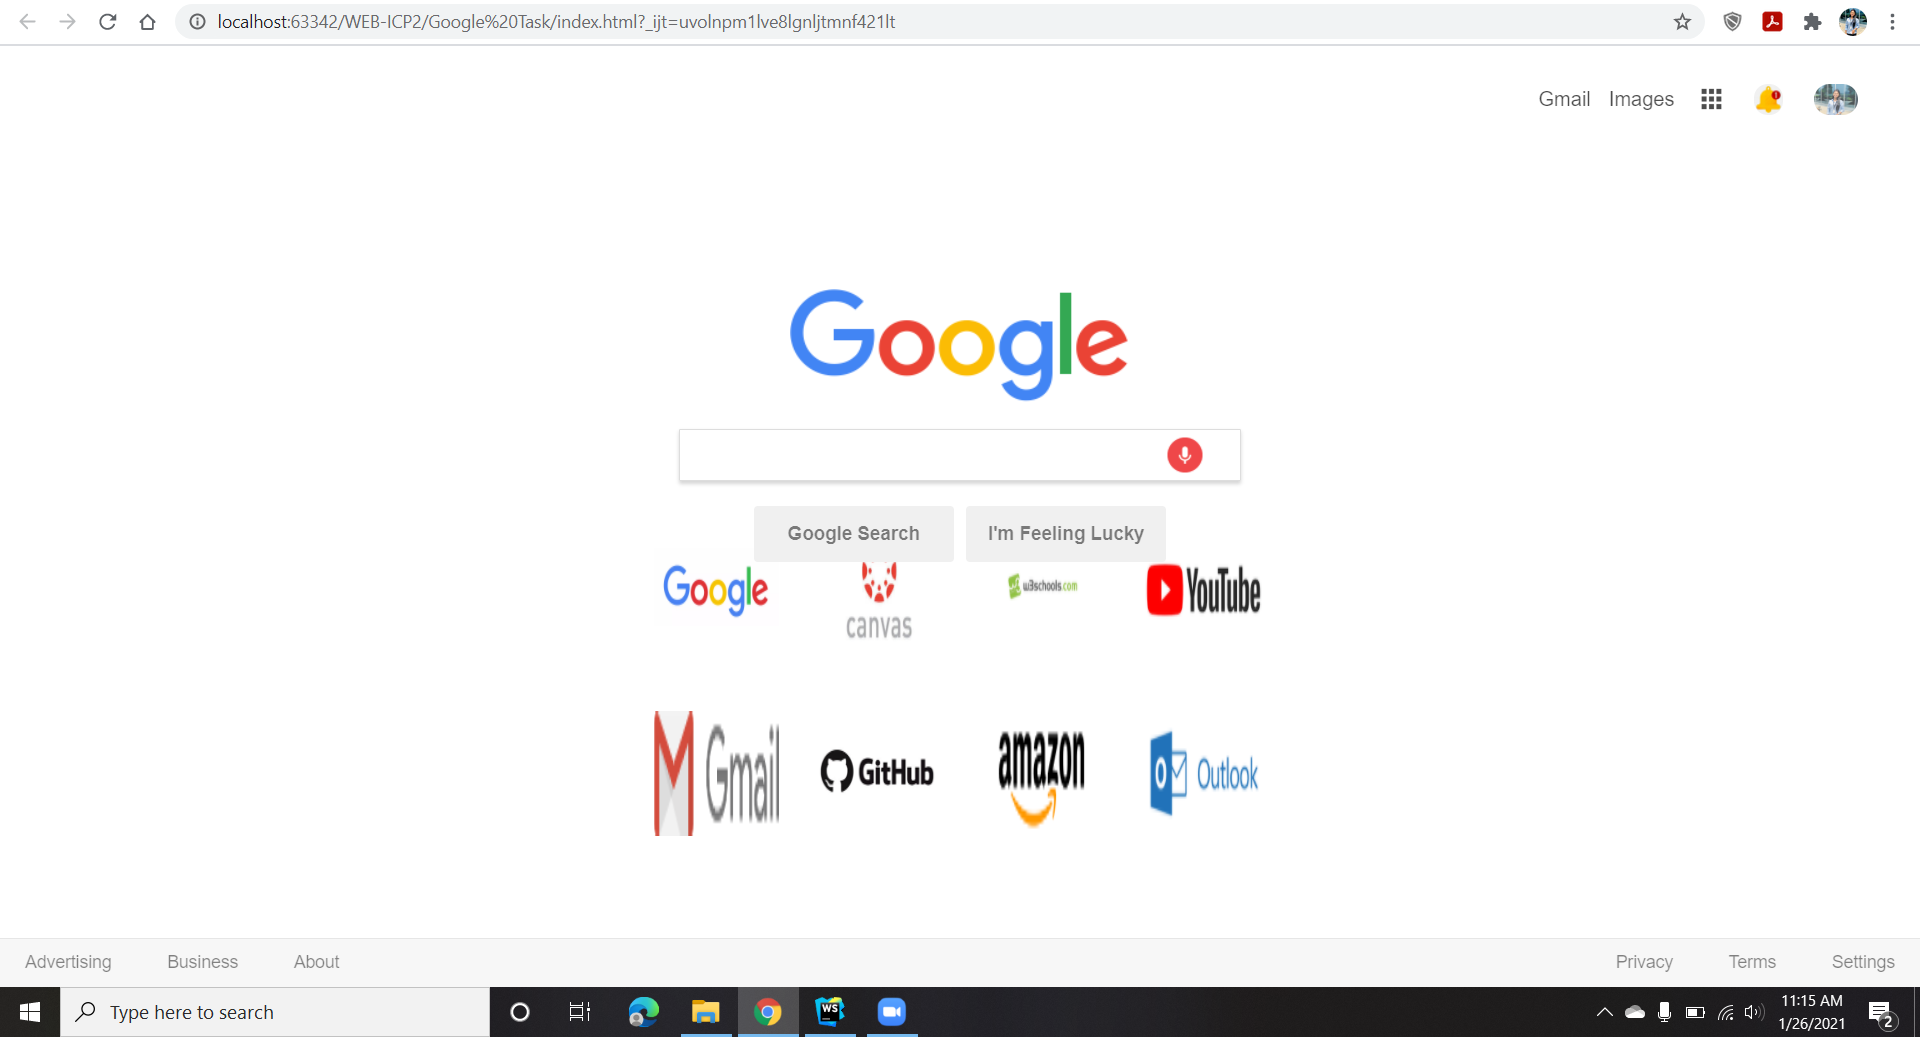 localhost:63342/WEB-ICP2/Google%20Task/index.html?_ijt=uvolnpm1lve8lgnljtmnf421lt
Gmail Images
Google
Google Search I'm Feeling Lucky
Google canvas w3schools.com YouTube
Gmail GitHub amazon Outlook
Advertising Business About Privacy Terms Settings
Type here to search
WS
11:15 AM
1/26/2021
2